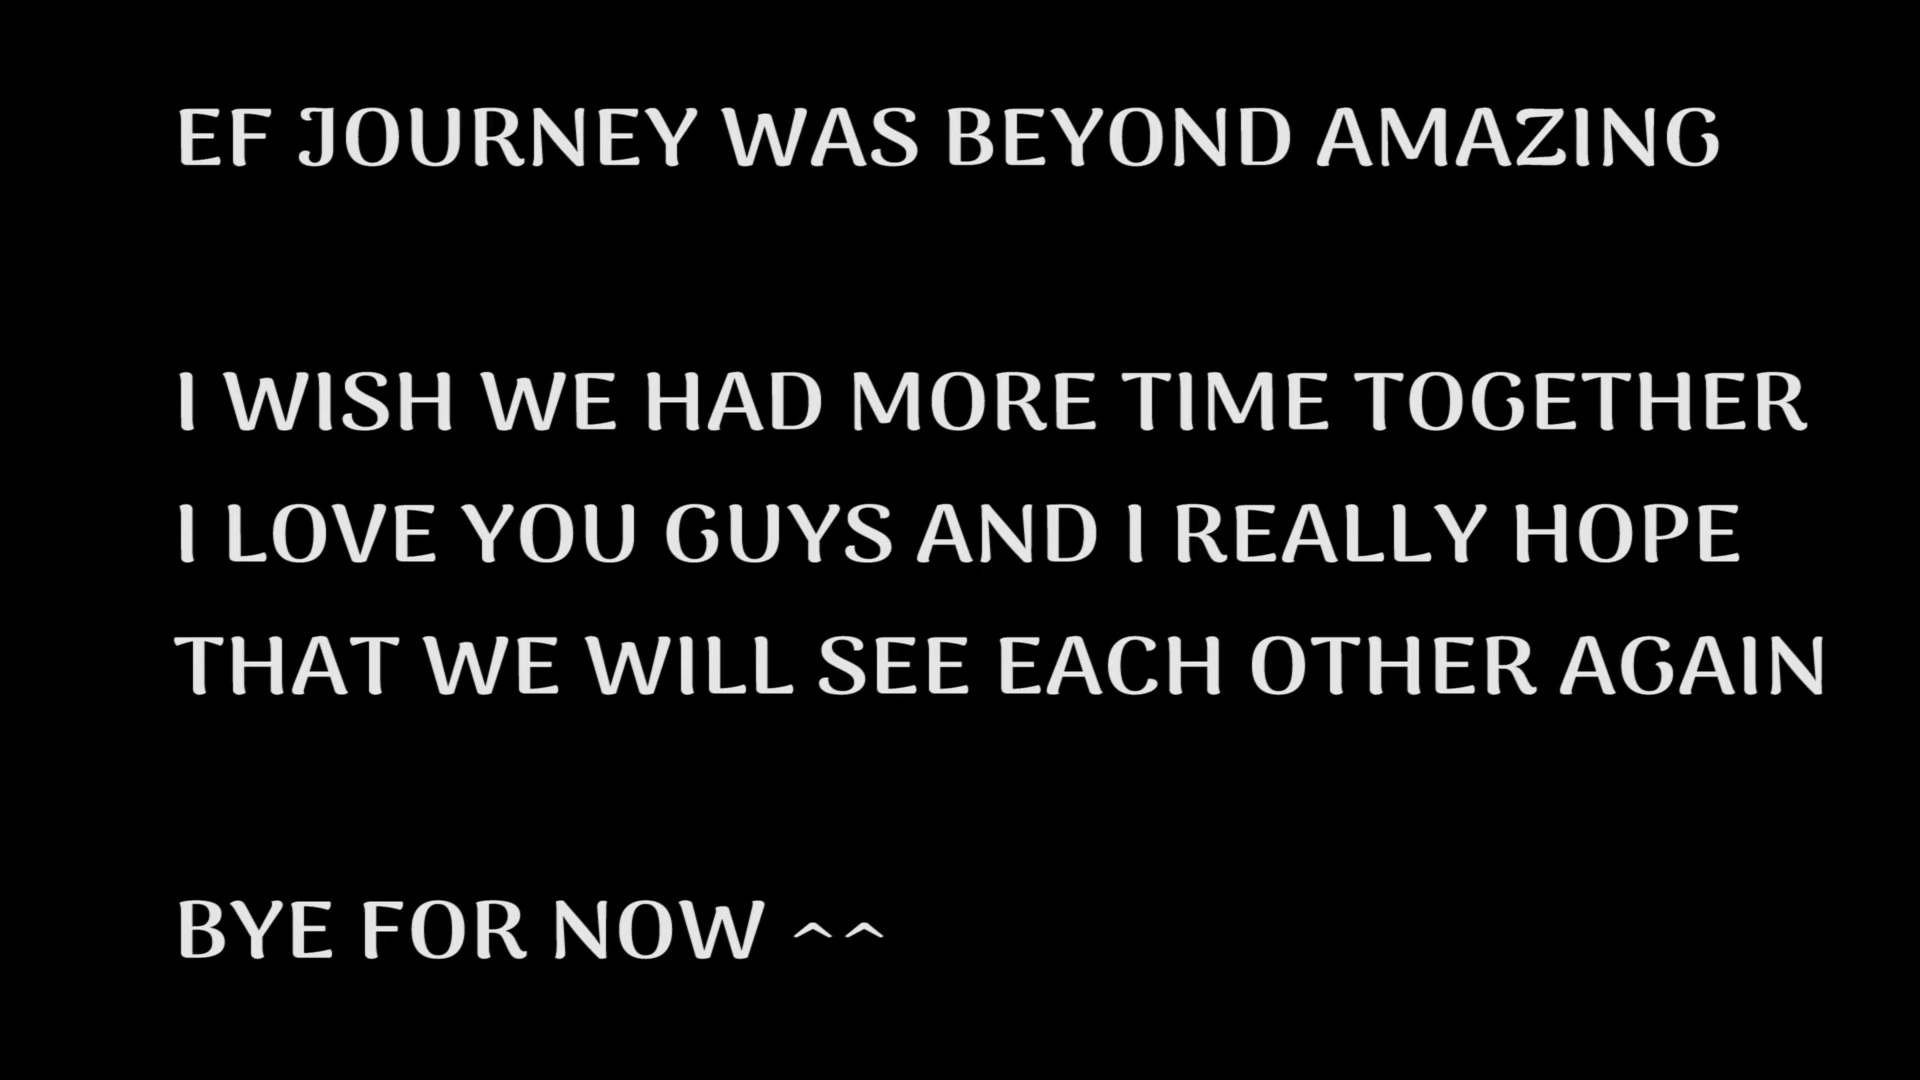 EF JOURNEY WAS BEYOND AMAZING
I WISH WE HAD MORE TIME TOGETHER
I LOVE YOU GUYS AND I REALLY HOPE
THAT WE WILL SEE EACH OTHER AGAIN
BYE FOR NOW ^^